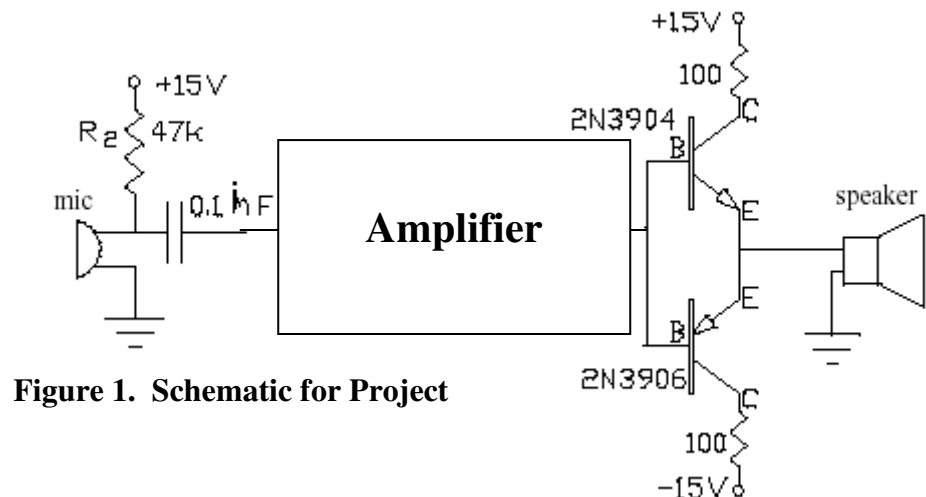 +15V
100
C
2N3904
B
E
+15V
R2 47k
mic
0.1 F
Amplifier
speaker
E
B
2N3906
C
100
-15V
Figure 1. Schematic for Project